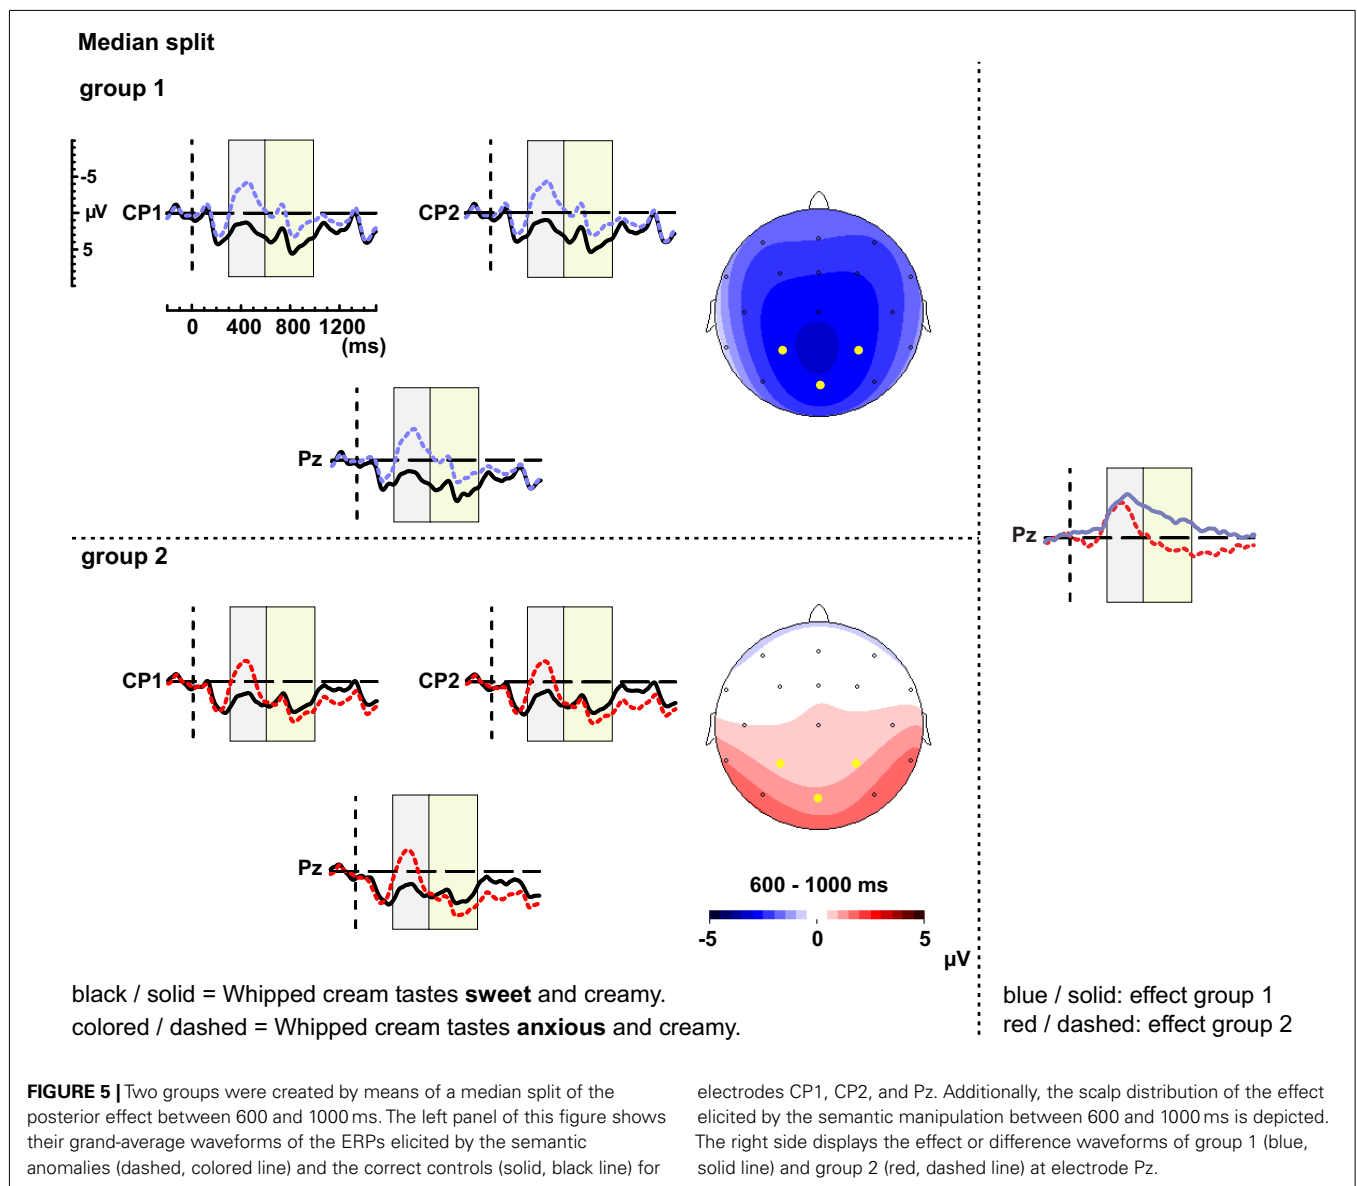 Median split
group 1
-5
µV
5
CP1
CP2
0 400 800 1200
(ms)
Pz
group 2
CP1
CP2
Pz
Pz
600 - 1000 ms
-5 0 5
µV
black / solid = Whipped cream tastes sweet and creamy.
colored / dashed = Whipped cream tastes anxious and creamy.
blue / solid: effect group 1
red / dashed: effect group 2
FIGURE 5 | Two groups were created by means of a median split of the
posterior effect between 600 and 1000 ms. The left panel of this figure shows
their grand-average waveforms of the ERPs elicited by the semantic
anomalies (dashed, colored line) and the correct controls (solid, black line) for
electrodes CP1, CP2, and Pz. Additionally, the scalp distribution of the effect
elicited by the semantic manipulation between 600 and 1000 ms is depicted.
The right side displays the effect or difference waveforms of group 1 (blue,
solid line) and group 2 (red, dashed line) at electrode Pz.